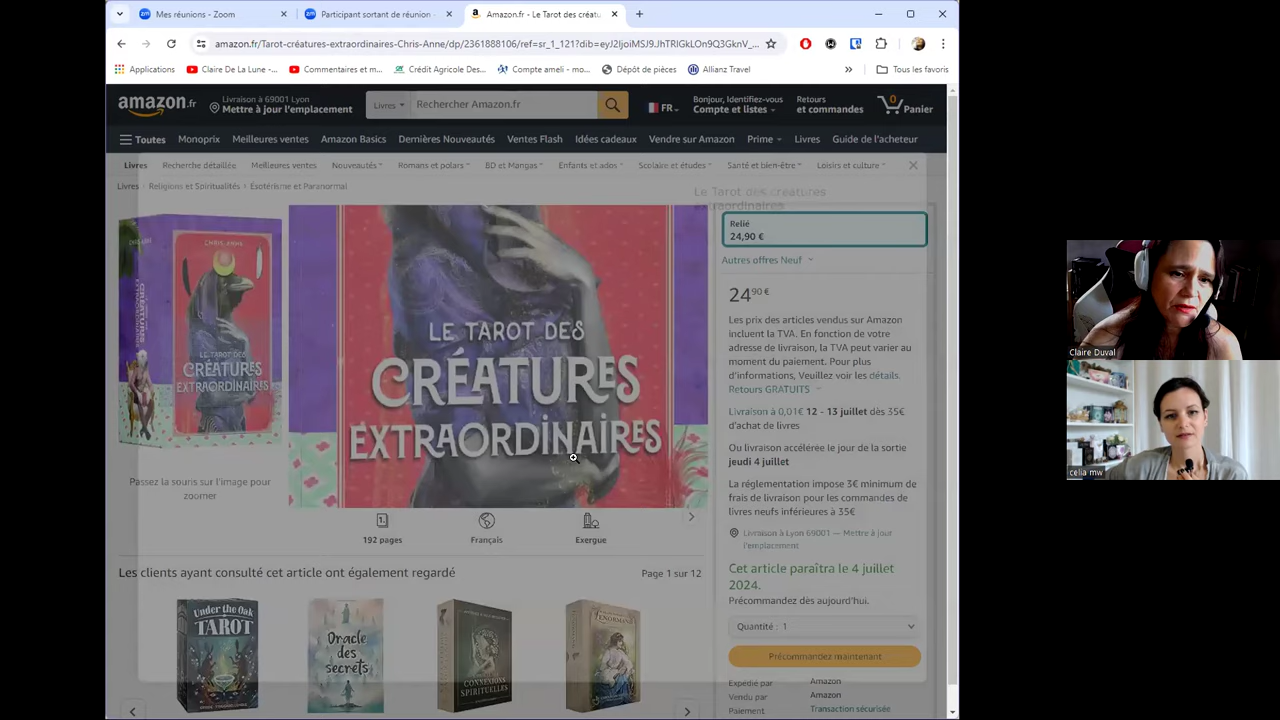 Mes réunions - Zoom
Participant sortant de réunion -
Amazon.fr - Le Tarot des créatu
amazon.fr/Tarot-créatures-extraordinaires-Chris-Anne/dp/2361888106/ref=sr_1_121?dib=eyJ2IjoiMSJ9.JhTRlGkLOn9Q3GknV_...
Applications
Claire De La Lune -...
Commentaires et m...
Crédit Agricole Des...
Compte ameli - mo...
Dépôt de pièces
Allianz Travel
Tous les favoris
amazon.fr
Livraison à 69001 Lyon
Mettre à jour l'emplacement
Livres
Rechercher Amazon.fr
FR
Bonjour, Identifiez-vous
Compte et listes
Retours
et commandes
0
Panier
Toutes
Monoprix
Meilleures ventes
Amazon Basics
Dernières Nouveautés
Ventes Flash
Idées cadeaux
Vendre sur Amazon
Prime
Livres
Guide de l'acheteur
Livres
Recherche détaillée
Meilleures ventes
Nouveautés
Romans et polars
BD et Mangas
Enfants et ados
Scolaire et études
Santé et bien-être
Loisirs et culture
Livres › Religions et Spiritualités › Ésotérisme et Paranormal
Le Tarot des créatures
extraordinaires
CHRIS-ANNE
LE TAROT DES
CRÉATURES
EXTRAORDINAIRES
LE TAROT DES
CRÉATURES
EXTRAORDINAIRES
Passez la souris sur l'image pour
zoomer
192 pages
Français
Exergue
Relié
24,90 €
Autres offres Neuf
24,90 €
Les prix des articles vendus sur Amazon
incluent la TVA. En fonction de votre
adresse de livraison, la TVA peut varier au
moment du paiement. Pour plus
d'informations, Veuillez voir les détails.
Retours GRATUITS
Livraison à 0,01€ 12 - 13 juillet dès 35€
d'achat de livres
Ou livraison accélérée le jour de la sortie
jeudi 4 juillet
La réglementation impose 3€ minimum de
frais de livraison pour les commandes de
livres neufs inférieures à 35€
Livraison à Lyon 69001 — Mettre à jour
l'emplacement
Cet article paraîtra le 4 juillet
2024.
Précommandez dès aujourd'hui.
Quantité : 1
Précommandez maintenant
Expédié par Amazon
Vendu par Amazon
Paiement Transaction sécurisée
Les clients ayant consulté cet article ont également regardé
Page 1 sur 12
Under the Oak
TAROT
Oracle
des
secrets
CONNEXIONS
SPIRITUELLES
LENORMAND
Claire Duval
celia mw